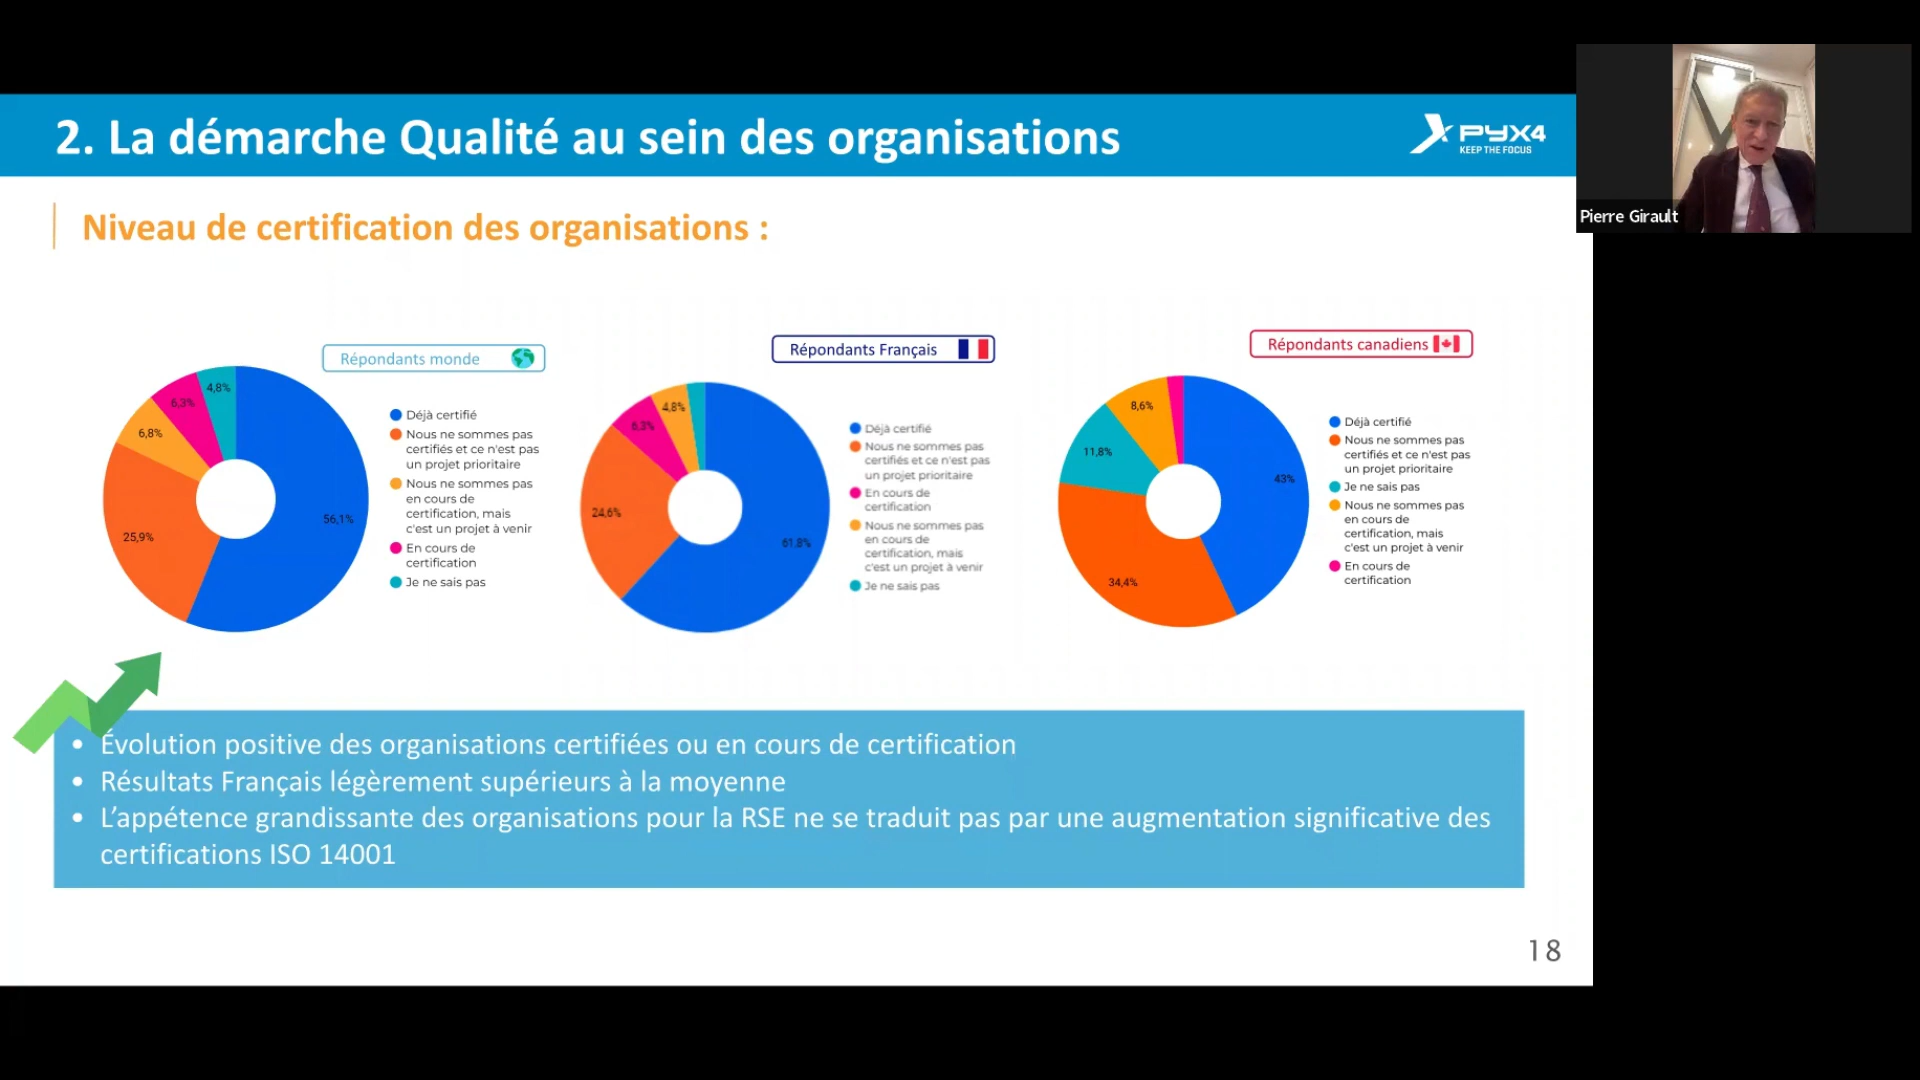 2. La démarche Qualité au sein des organisations
PYX4
KEEP THE FOCUS
Pierre Girault
Niveau de certification des organisations :
Répondants monde
4,8%
6,3%
6,8%
56,1%
25,9%
Déjà certifié
Nous ne sommes pas
certifiés et ce n'est pas
un projet prioritaire
Nous ne sommes pas
en cours de
certification, mais
c'est un projet à venir
En cours de
certification
Je ne sais pas
Répondants Français
4,8%
6,3%
24,6%
61,8%
Déjà certifié
Nous ne sommes pas
certifiés et ce n'est pas
un projet prioritaire
En cours de
certification
Nous ne sommes pas
en cours de
certification, mais
c'est un projet à venir
Je ne sais pas
Répondants canadiens
8,6%
11,8%
43%
34,4%
Déjà certifié
Nous ne sommes pas
certifiés et ce n'est pas
un projet prioritaire
Je ne sais pas
Nous ne sommes pas
en cours de
certification, mais
c'est un projet à venir
En cours de
certification
• Évolution positive des organisations certifiées ou en cours de certification
• Résultats Français légèrement supérieurs à la moyenne
• L’appétence grandissante des organisations pour la RSE ne se traduit pas par une augmentation significative des
certifications ISO 14001
18